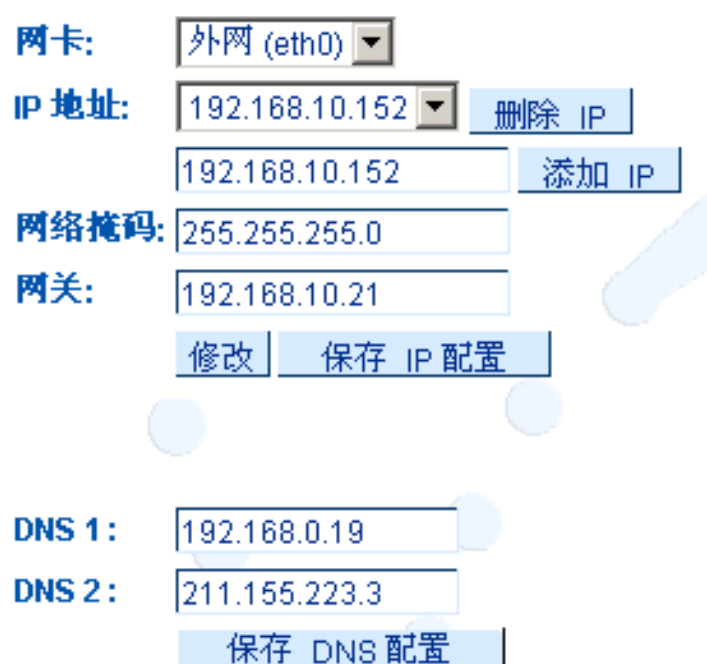 网卡: 外网 (eth0)
IP 地址: 192.168.10.152 删除 IP
192.168.10.152 添加 IP
网络掩码: 255.255.255.0
网关: 192.168.10.21
修改 保存 IP 配置
DNS 1: 192.168.0.19
DNS 2: 211.155.223.3
保存 DNS 配置